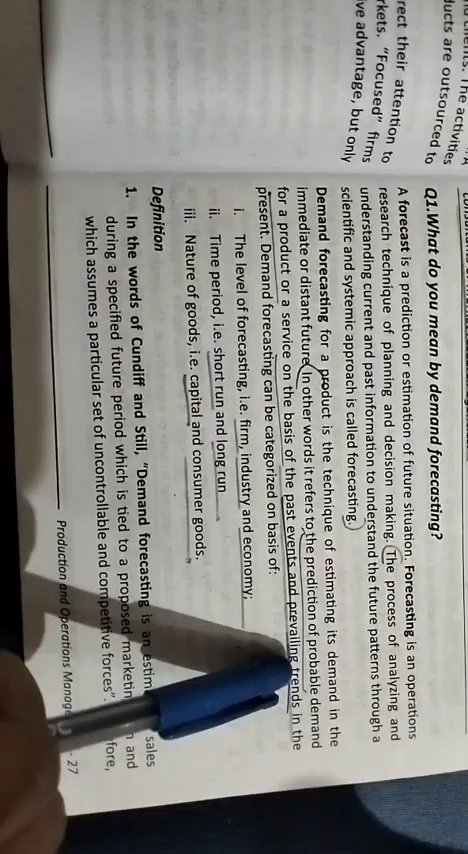 no clients. The activities
ducts are outsourced to
rect their attention to
rkets. "Focused" firms
ve advantage, but only
Q1.What do you mean by demand forecasting?
A forecast is a prediction or estimation of future situation. Forecasting is an operations
research technique of planning and decision making. The process of analyzing and
understanding current and past information to understand the future patterns through a
scientific and systemic approach is called forecasting.
Demand forecasting for a product is the technique of estimating its demand in the
immediate or distant future. In other words it refers to the prediction of probable demand
for a product or a service on the basis of the past events and prevailing trends in the
present. Demand forecasting can be categorized on basis of:
i. The level of forecasting, i.e. firm, industry and economy;
ii. Time period, i.e. short run and long run
iii. Nature of goods, i.e. capital and consumer goods.
Definition
1. In the words of Cundiff and Still, "Demand forecasting is an estim sales
during a specified future period which is tied to a proposed marketin n and
which assumes a particular set of uncontrollable and competitive forces". fore,
Production and Operations Manage · 27